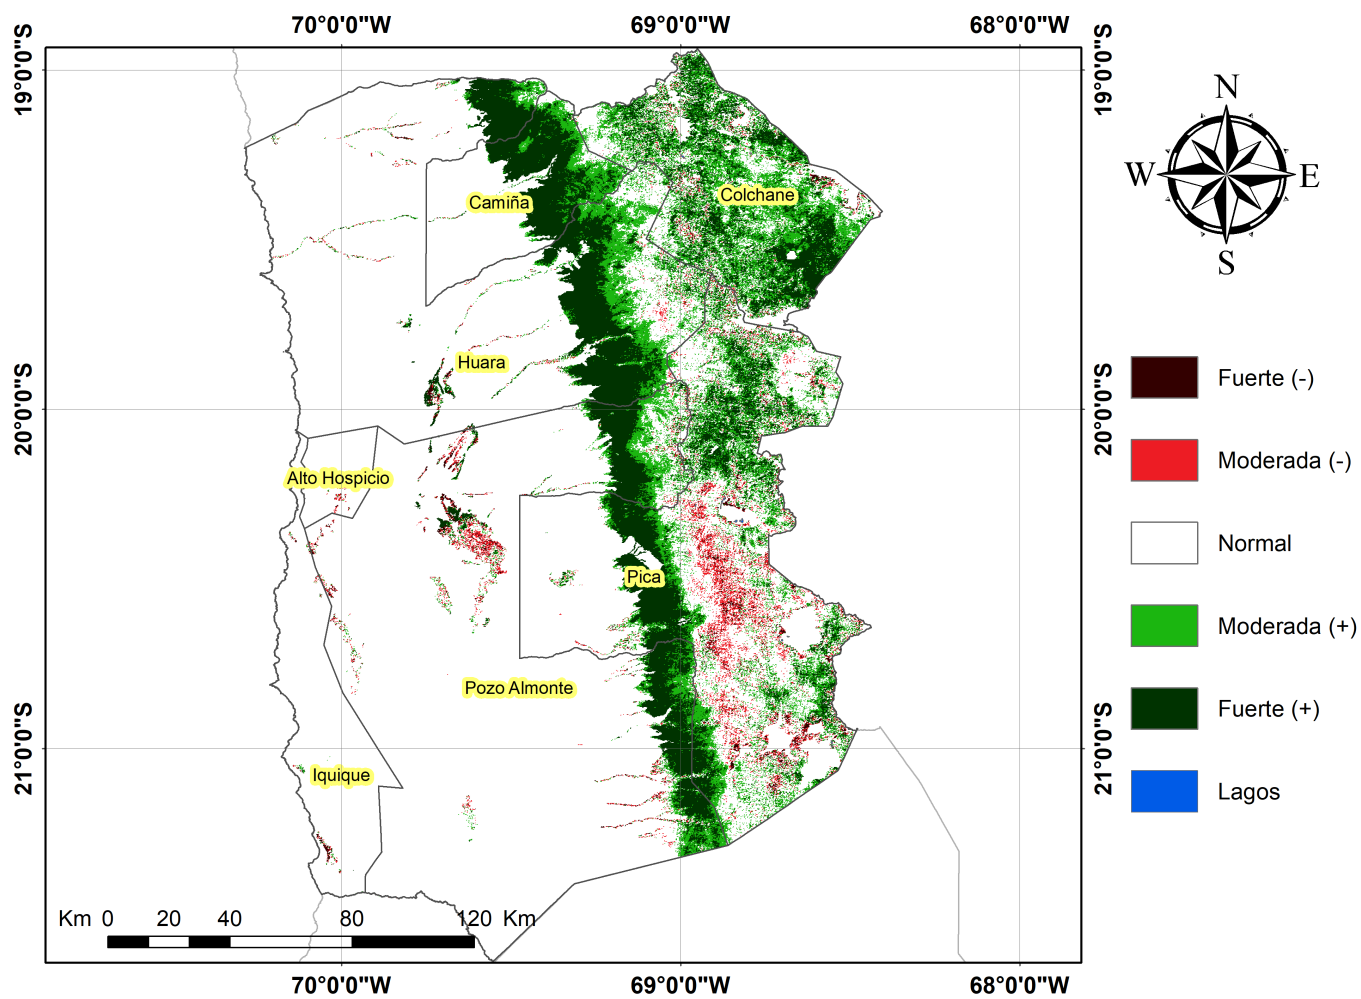 70°0'0"W 69°0'0"W 68°0'0"W
19°0'0"S 19°0'0"S
N
W E
S
Colchane
Camiña
Huara
Fuerte (-)
20°0'0"S 20°0'0"S
Moderada (-)
Alto Hospicio
Normal
Pica
Moderada (+)
Pozo Almonte
Fuerte (+)
21°0'0"S 21°0'0"S
Iquique
Lagos
Km 0 20 40 80 120 Km
70°0'0"W 69°0'0"W 68°0'0"W